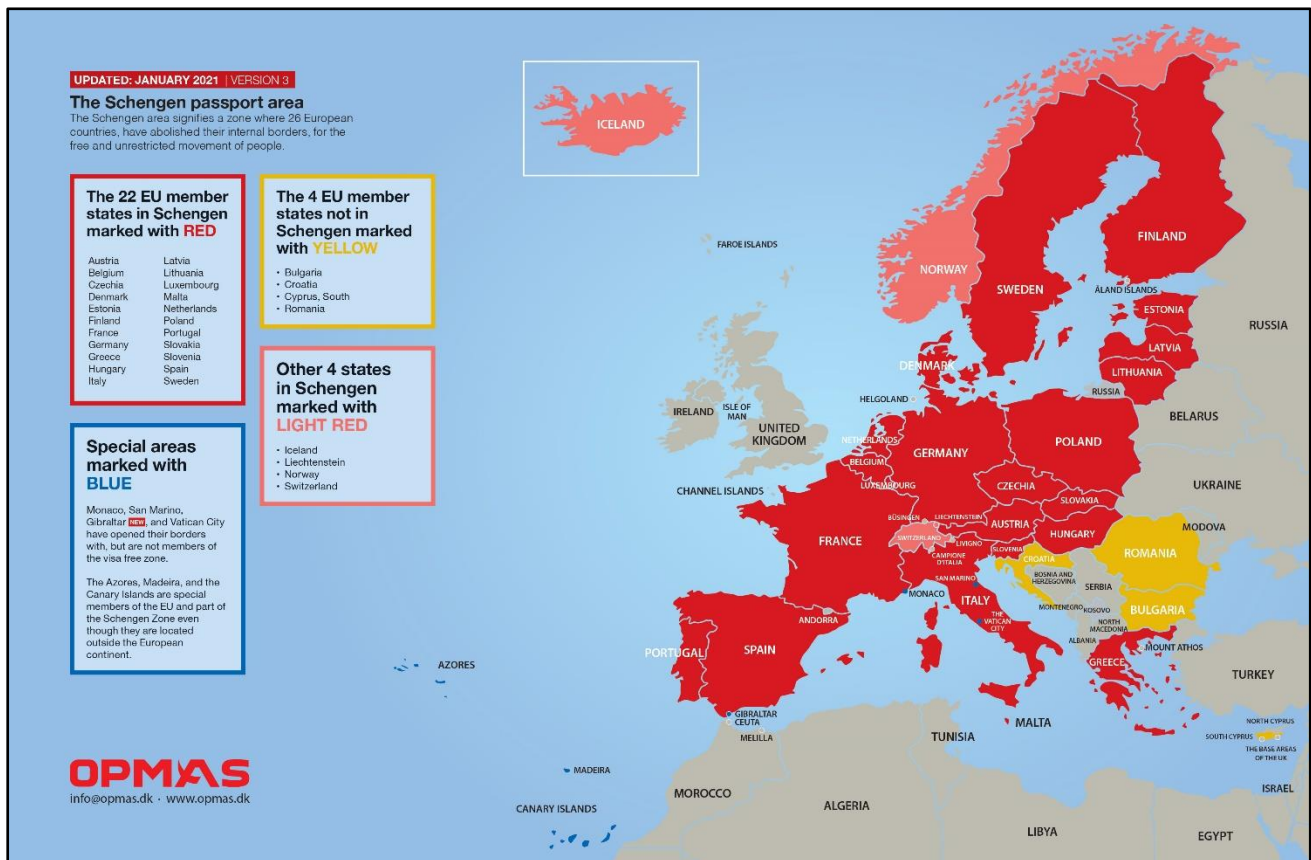 UPDATED: JANUARY 2021 | VERSION 3
The Schengen passport area
The Schengen area signifies a zone where 26 European
countries, have abolished their internal borders, for the
free and unrestricted movement of people.
The 22 EU member
states in Schengen
marked with RED
Austria
Belgium
Czechia
Denmark
Estonia
Finland
France
Germany
Greece
Hungary
Italy
Latvia
Lithuania
Luxembourg
Malta
Netherlands
Poland
Portugal
Slovakia
Slovenia
Spain
Sweden
The 4 EU member
states not in
Schengen marked
with YELLOW
• Bulgaria
• Croatia
• Cyprus, South
• Romania
Other 4 states
in Schengen
marked with
LIGHT RED
• Iceland
• Liechtenstein
• Norway
• Switzerland
Special areas
marked with
BLUE
Monaco, San Marino,
Gibraltar NEW, and Vatican City
have opened their borders
with, but are not members of
the visa free zone.
The Azores, Madeira, and the
Canary Islands are special
members of the EU and part of
the Schengen Zone even
though they are located
outside the European
continent.
OPMAS
info@opmas.dk · www.opmas.dk
ICELAND
FAROE ISLANDS
NORWAY
SWEDEN
FINLAND
ÅLAND ISLANDS
ESTONIA
RUSSIA
LATVIA
DENMARK
LITHUANIA
RUSSIA
HELGOLAND
IRELAND
ISLE OF
MAN
UNITED
KINGDOM
BELARUS
NETHERLANDS
POLAND
GERMANY
BELGIUM
LUXEMBOURG
CZECHIA
UKRAINE
CHANNEL ISLANDS
SLOVAKIA
BÜSINGEN
LIECHTENSTEIN
AUSTRIA
MODOVA
HUNGARY
FRANCE
SWITZERLAND
LIVIGNO
SLOVENIA
CROATIA
ROMANIA
CAMPIONE
D'ITALIA
BOSNIA AND
HERZEGOVINA
SERBIA
SAN MARINO
MONACO
ITALY
MONTENEGRO
KOSOVO
BULGARIA
ANDORRA
THE
VATICAN
CITY
NORTH
MACEDONIA
ALBANIA
MOUNT ATHOS
PORTUGAL
SPAIN
GREECE
TURKEY
AZORES
GIBRALTAR
CEUTA
MELILLA
MALTA
TUNISIA
NORTH CYPRUS
SOUTH CYPRUS
THE BASE AREAS
OF THE UK
MADEIRA
MOROCCO
ISRAEL
CANARY ISLANDS
ALGERIA
LIBYA
EGYPT